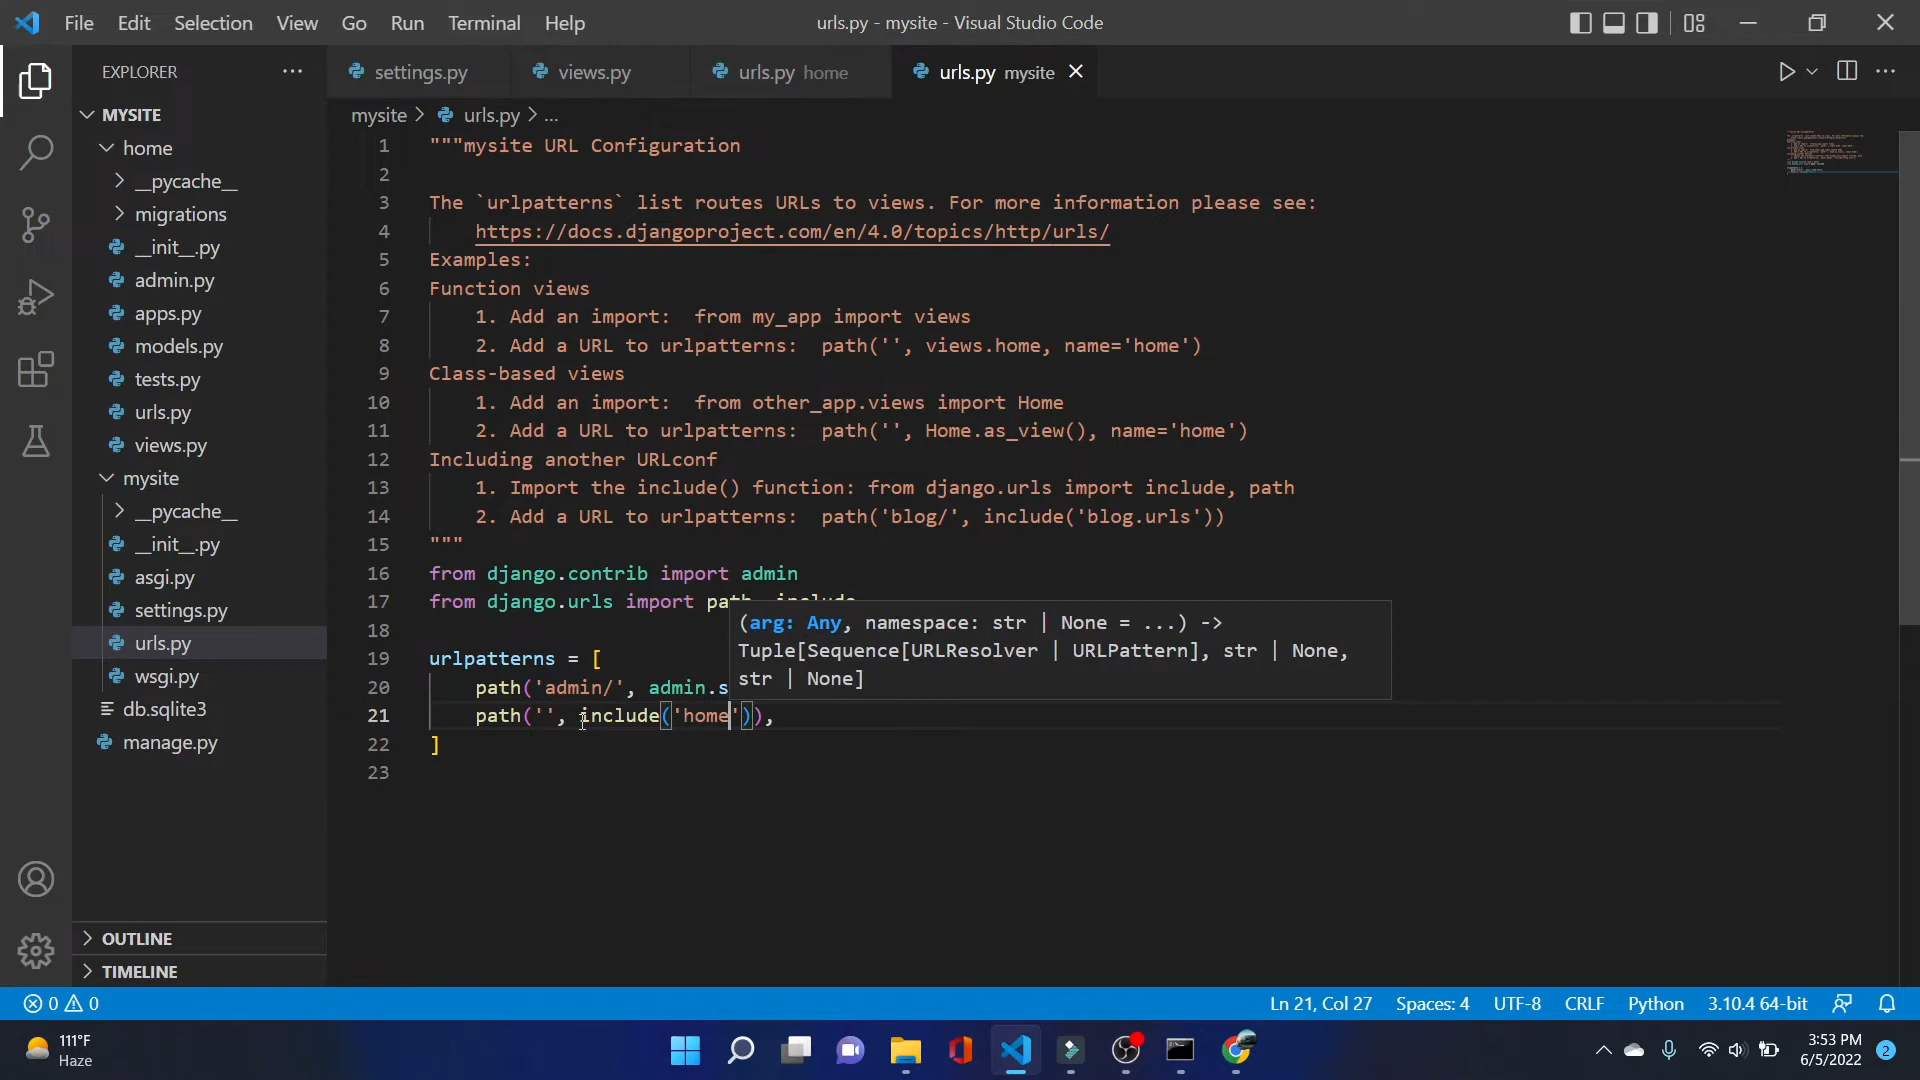 File Edit Selection View Go Run Terminal Help
urls.py - mysite - Visual Studio Code
EXPLORER
settings.py
views.py
urls.py home
urls.py mysite
MYSITE
home
__pycache__
migrations
__init__.py
admin.py
apps.py
models.py
tests.py
urls.py
views.py
mysite
__pycache__
__init__.py
asgi.py
settings.py
urls.py
wsgi.py
db.sqlite3
manage.py
OUTLINE
TIMELINE
mysite > urls.py > ...
1 """mysite URL Configuration
2
3 The `urlpatterns` list routes URLs to views. For more information please see:
4 https://docs.djangoproject.com/en/4.0/topics/http/urls/
5 Examples:
6 Function views
7 1. Add an import:  from my_app import views
8 2. Add a URL to urlpatterns:  path('', views.home, name='home')
9 Class-based views
10 1. Add an import:  from other_app.views import Home
11 2. Add a URL to urlpatterns:  path('', Home.as_view(), name='home')
12 Including another URLconf
13 1. Import the include() function: from django.urls import include, path
14 2. Add a URL to urlpatterns:  path('blog/', include('blog.urls'))
15 """
16 from django.contrib import admin
17 from django.urls import path, include
18
19 urlpatterns = [
20 path('admin/', admin.s
21 path('', include('home')),
22 ]
23
(arg: Any, namespace: str | None = ...) ->
Tuple[Sequence[URLResolver | URLPattern], str | None,
str | None]
0 0
Ln 21, Col 27 Spaces: 4 UTF-8 CRLF Python 3.10.4 64-bit
111°F
Haze
3:53 PM
6/5/2022
2